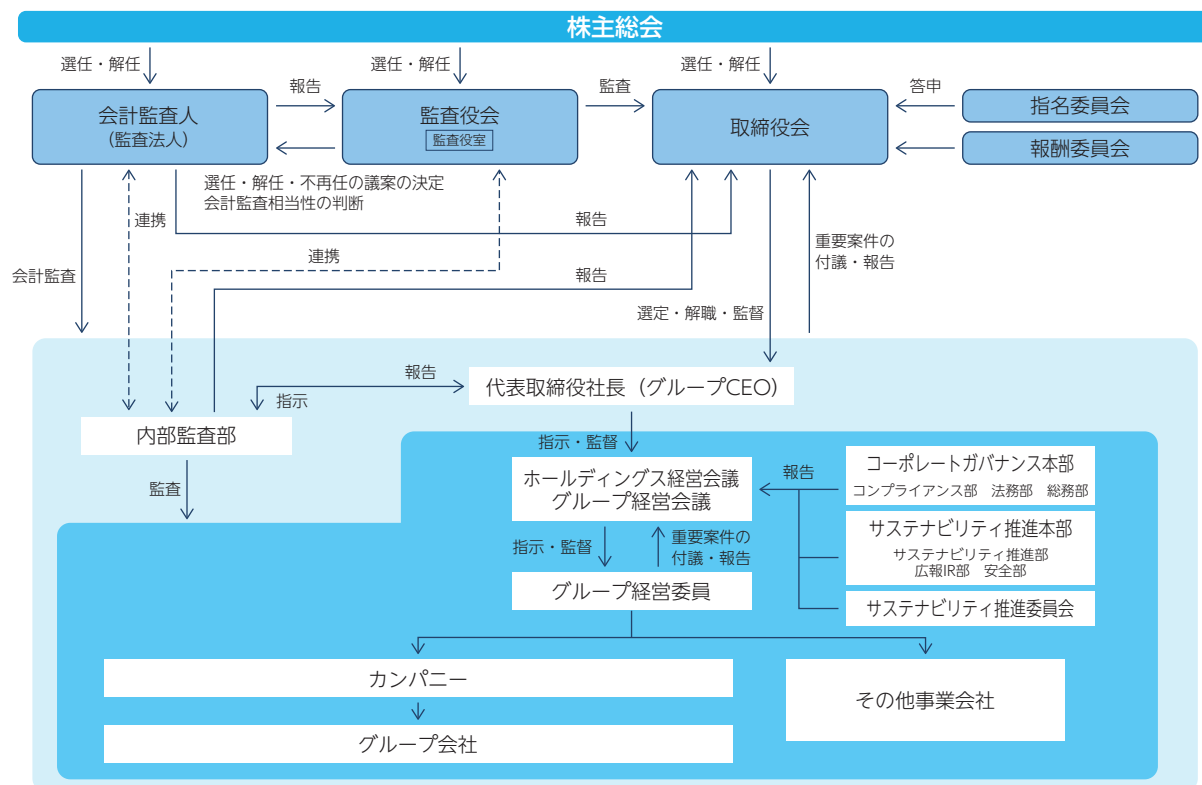 株主総会
選任・解任
選任・解任
選任・解任
会計監査人
(監査法人)
報告
監査役会
監査役室
監査
取締役会
答申
指名委員会
報酬委員会
選任・解任・不再任の議案の決定
会計監査相当性の判断
連携
報告
連携
報告
会計監査
重要案件の
付議・報告
選定・解職・監督
報告
指示
代表取締役社長（グループCEO）
内部監査部
監査
指示・監督
ホールディングス経営会議
グループ経営会議
報告
コーポレートガバナンス本部
コンプライアンス部　法務部　総務部
サステナビリティ推進本部
サステナビリティ推進部
広報IR部　安全部
サステナビリティ推進委員会
指示・監督
重要案件の
付議・報告
グループ経営委員
カンパニー
その他事業会社
グループ会社